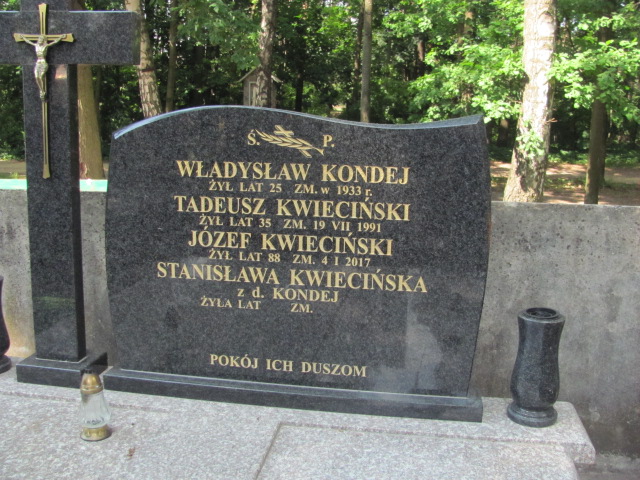 Ś. P.
WŁADYSŁAW KONDEJ
ŻYŁ LAT 25 ZM. w 1933 r.
TADEUSZ KWIECIŃSKI
ŻYŁ LAT 35 ZM. 19 VII 1991
JÓZEF KWIECIŃSKI
ŻYŁ LAT 88 ZM. 4 I 2017
STANISŁAWA KWIECIŃSKA
z d. KONDEJ
ŻYŁA LAT ZM.
POKÓJ ICH DUSZOM